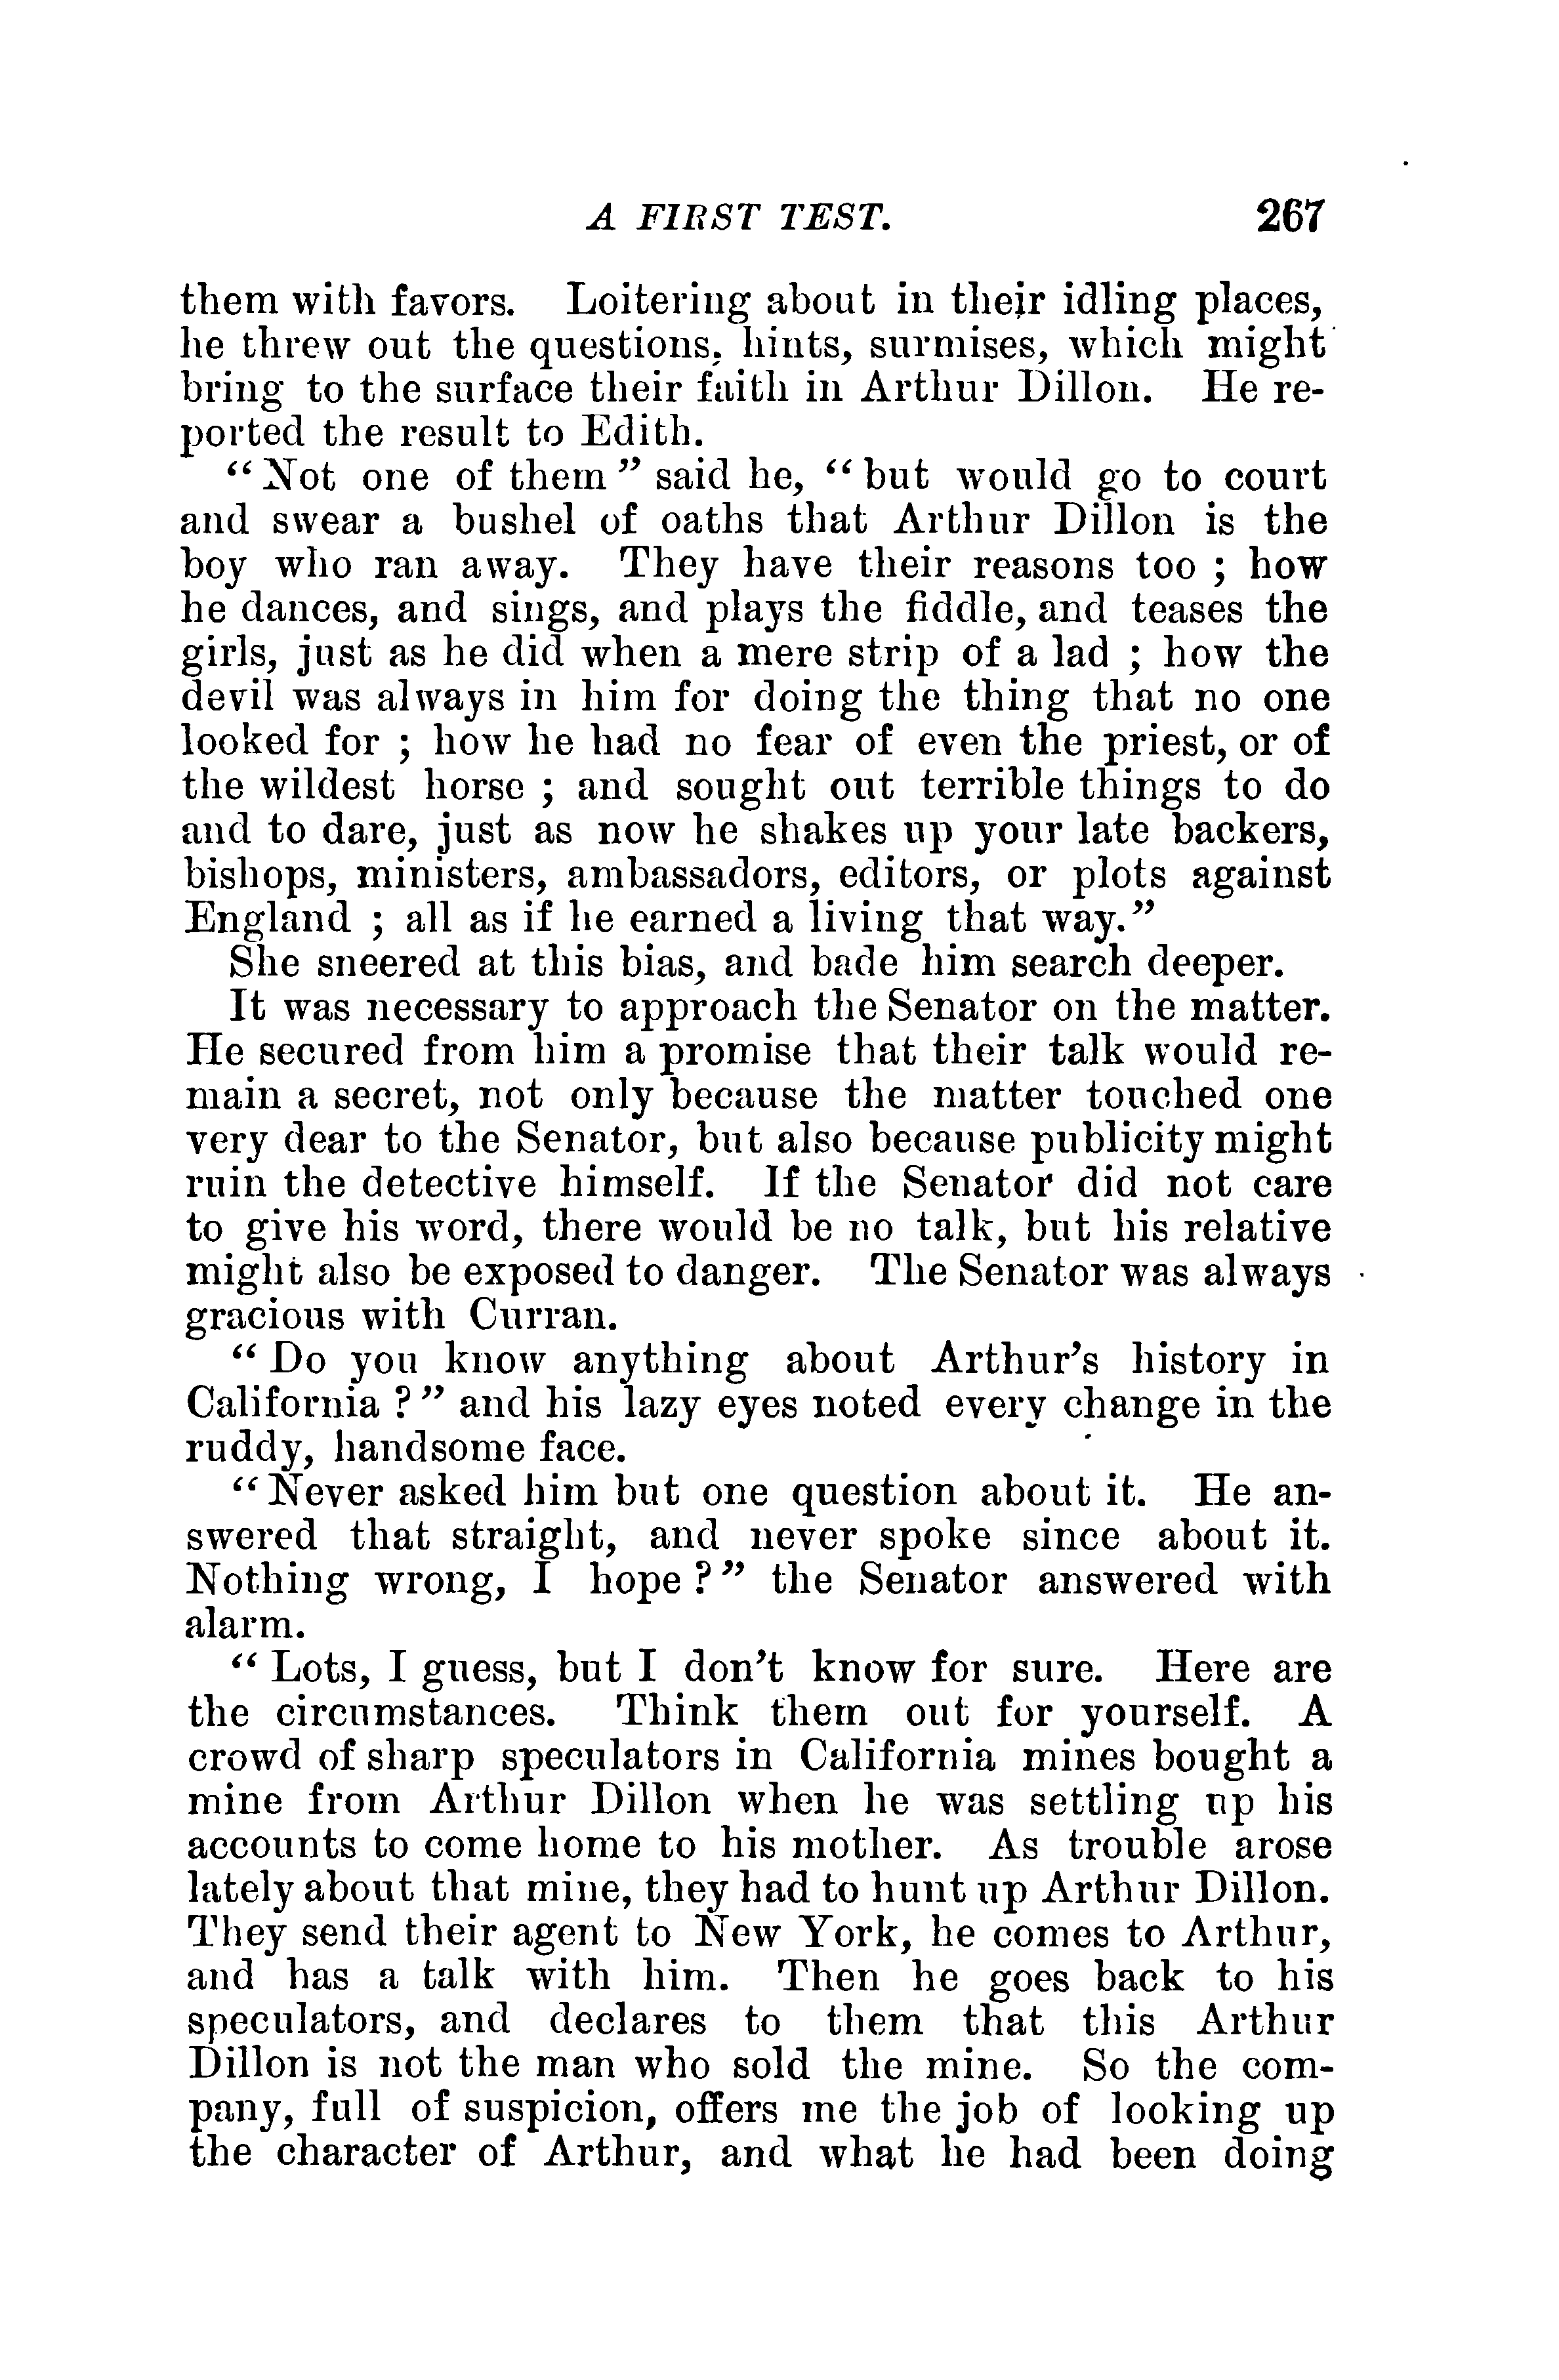 A FIRST TEST. 267
them with favors. Loitering about in their idling places,
he threw out the questions, hints, surmises, which might
bring to the surface their faith in Arthur Dillon. He re-
ported the result to Edith.
“Not one of them” said he, “but would go to court
and swear a bushel of oaths that Arthur Dillon is the
boy who ran away. They have their reasons too ; how
he dances, and sings, and plays the fiddle, and teases the
girls, just as he did when a mere strip of a lad ; how the
devil was always in him for doing the thing that no one
looked for ; how he had no fear of even the priest, or of
the wildest horse ; and sought out terrible things to do
and to dare, just as now he shakes up your late backers,
bishops, ministers, ambassadors, editors, or plots against
England ; all as if he earned a living that way.”
She sneered at this bias, and bade him search deeper.
It was necessary to approach the Senator on the matter.
He secured from him a promise that their talk would re-
main a secret, not only because the matter touched one
very dear to the Senator, but also because publicity might
ruin the detective himself. If the Senator did not care
to give his word, there would be no talk, but his relative
might also be exposed to danger. The Senator was always
gracious with Curran.
“Do you know anything about Arthur’s history in
California ?” and his lazy eyes noted every change in the
ruddy, handsome face.
“Never asked him but one question about it. He an-
swered that straight, and never spoke since about it.
Nothing wrong, I hope ?” the Senator answered with
alarm.
“Lots, I guess, but I don’t know for sure. Here are
the circumstances. Think them out for yourself. A
crowd of sharp speculators in California mines bought a
mine from Arthur Dillon when he was settling up his
accounts to come home to his mother. As trouble arose
lately about that mine, they had to hunt up Arthur Dillon.
They send their agent to New York, he comes to Arthur,
and has a talk with him. Then he goes back to his
speculators, and declares to them that this Arthur
Dillon is not the man who sold the mine. So the com-
pany, full of suspicion, offers me the job of looking up
the character of Arthur, and what he had been doing